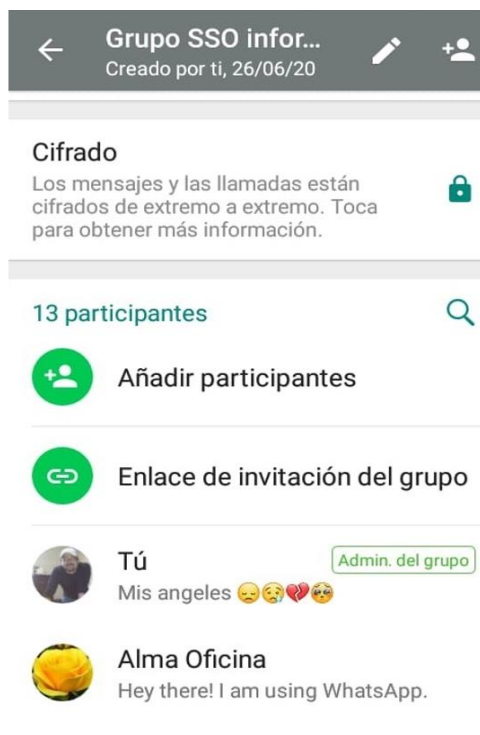 Grupo SSO infor...
Creado por ti, 26/06/20
Cifrado
Los mensajes y las llamadas están
cifrados de extremo a extremo. Toca
para obtener más información.
13 participantes
Añadir participantes
Enlace de invitación del grupo
Tú
Admin. del grupo
Mis angeles 😞😢💔🥺
Alma Oficina
Hey there! I am using WhatsApp.